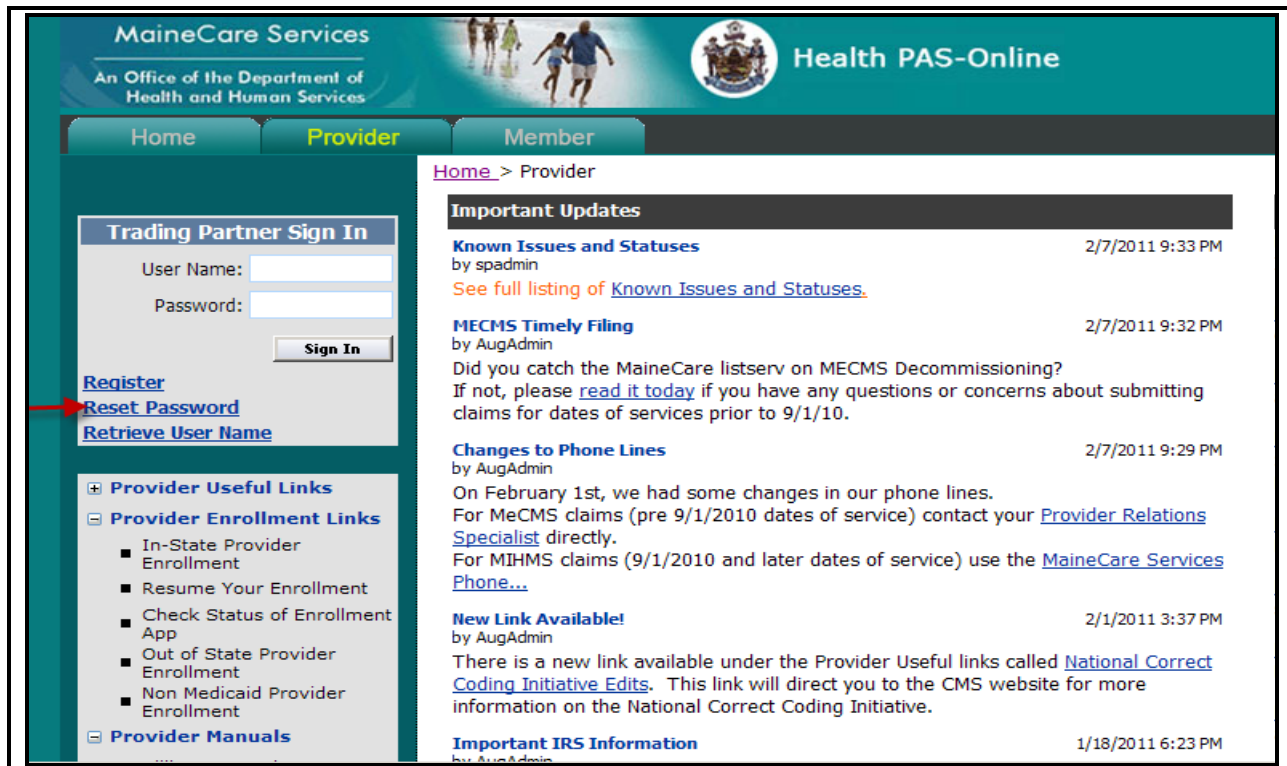 MaineCare Services
An Office of the Department of
Health and Human Services
Health PAS-Online
Home
Provider
Member
Home > Provider
Trading Partner Sign In
User Name:
Password:
Sign In
Register
Reset Password
Retrieve User Name
Provider Useful Links
Provider Enrollment Links
In-State Provider
Enrollment
Resume Your Enrollment
Check Status of Enrollment
App
Out of State Provider
Enrollment
Non Medicaid Provider
Enrollment
Provider Manuals
Important Updates
Known Issues and Statuses 2/7/2011 9:33 PM
by spadmin
See full listing of Known Issues and Statuses.
MECMS Timely Filing 2/7/2011 9:32 PM
by AugAdmin
Did you catch the MaineCare listserv on MECMS Decommissioning?
If not, please read it today if you have any questions or concerns about submitting
claims for dates of services prior to 9/1/10.
Changes to Phone Lines 2/7/2011 9:29 PM
by AugAdmin
On February 1st, we had some changes in our phone lines.
For MeCMS claims (pre 9/1/2010 dates of service) contact your Provider Relations
Specialist directly.
For MIHMS claims (9/1/2010 and later dates of service) use the MaineCare Services
Phone...
New Link Available! 2/1/2011 3:37 PM
by AugAdmin
There is a new link available under the Provider Useful links called National Correct
Coding Initiative Edits. This link will direct you to the CMS website for more
information on the National Correct Coding Initiative.
Important IRS Information 1/18/2011 6:23 PM
by AugAdmin